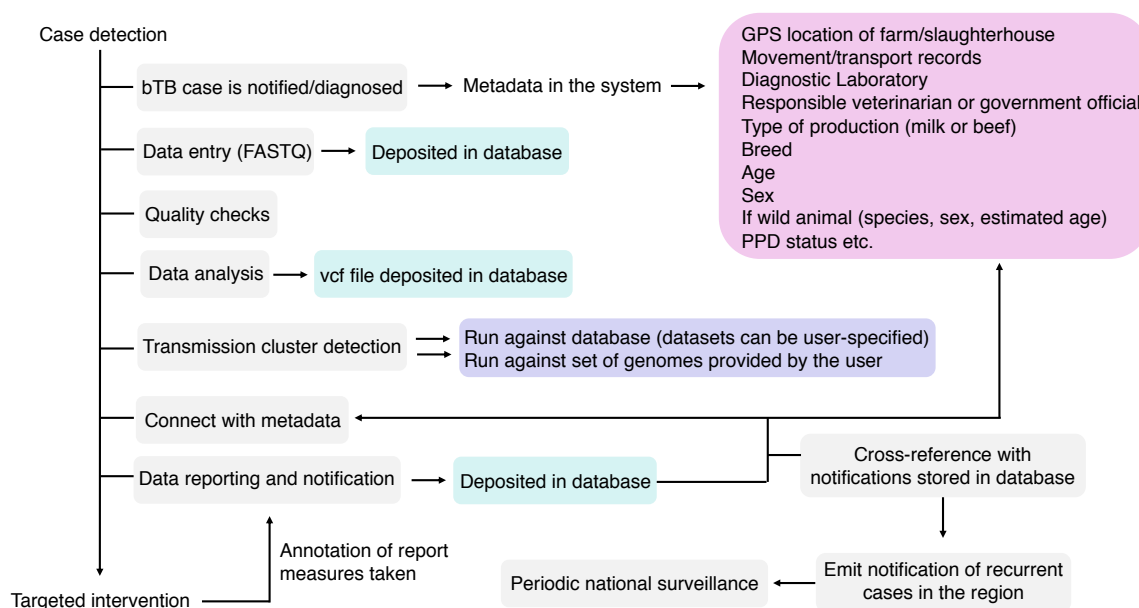 Case detection
bTB case is notified/diagnosed
Metadata in the system
GPS location of farm/slaughterhouse
Movement/transport records
Diagnostic Laboratory
Responsible veterinarian or government official
Type of production (milk or beef)
Breed
Age
Sex
If wild animal (species, sex, estimated age)
PPD status etc.
Data entry (FASTQ)
Deposited in database
Quality checks
Data analysis
vcf file deposited in database
Transmission cluster detection
Run against database (datasets can be user-specified)
Run against set of genomes provided by the user
Connect with metadata
Data reporting and notification
Deposited in database
Cross-reference with
notifications stored in database
Annotation of report
measures taken
Targeted intervention
Periodic national surveillance
Emit notification of recurrent
cases in the region